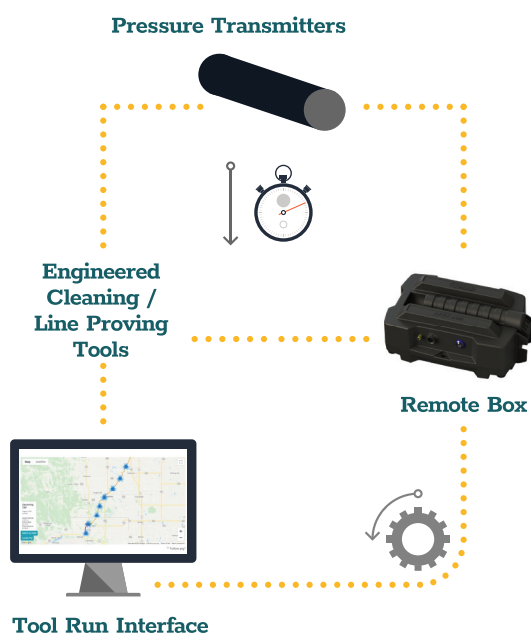 Pressure Transmitters
Engineered
Cleaning /
Line Proving
Tools
Remote Box
Tool Run Interface